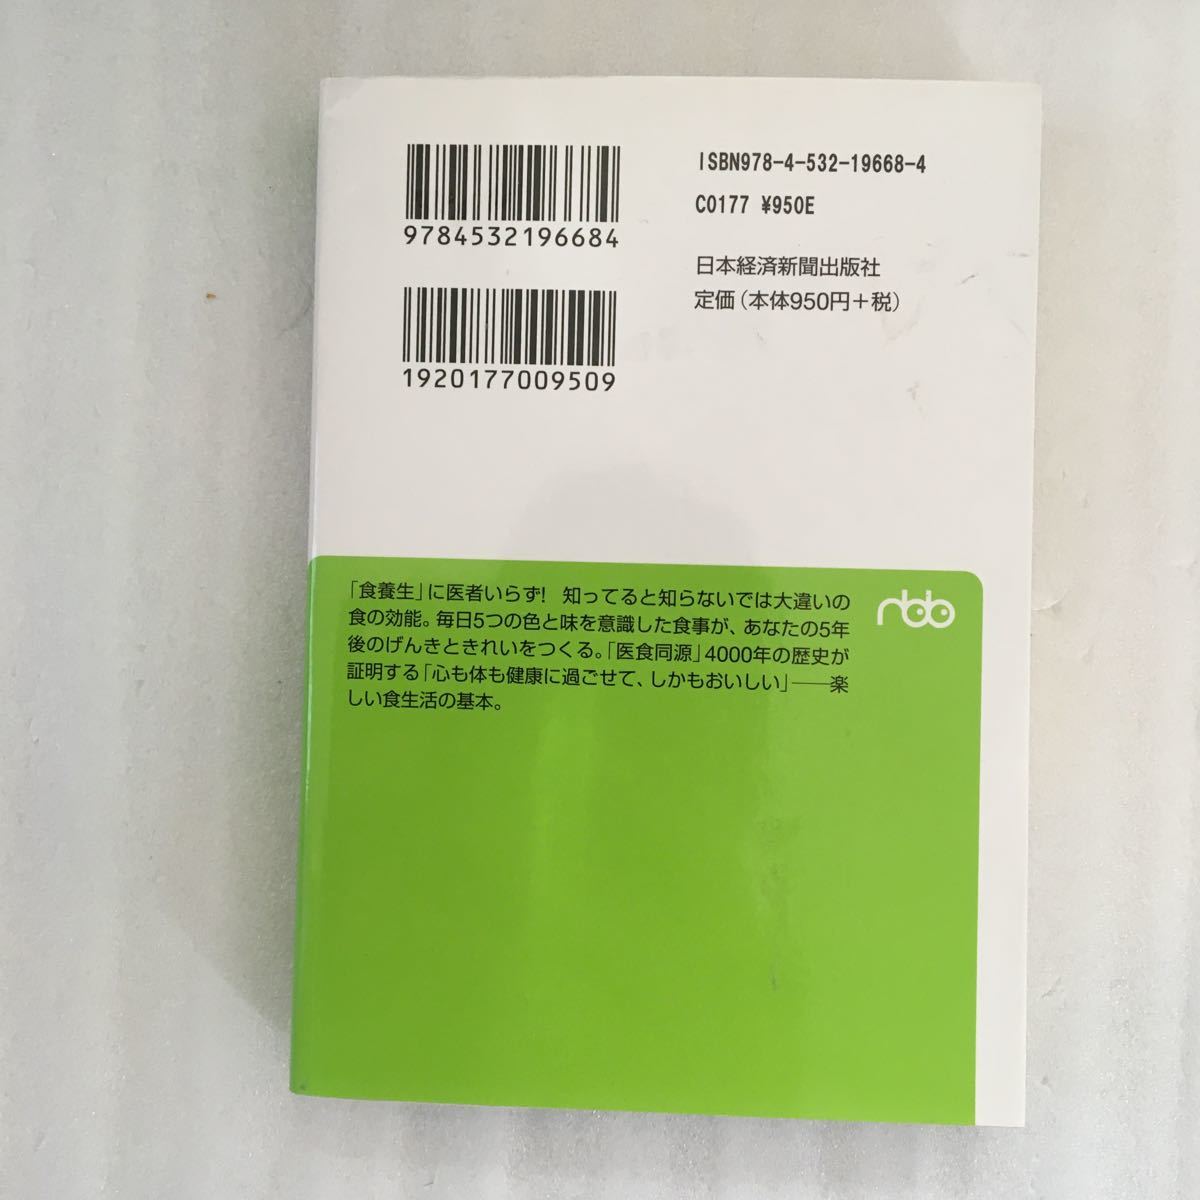 9784532196684
1920177009509
ISBN978-4-532-19668-4
C0177 ¥950E
日本経済新聞出版社
定価(本体950円+税)
「食養生」に医者いらず! 知ってると知らないでは大違いの
食の効能。毎日5つの色と味を意識した食事が、あなたの5年
後のげんきときれいをつくる。「医食同源」4000年の歴史が
証明する「心も体も健康に過ごせて、しかもおいしい」――楽
しい食生活の基本。
nbb